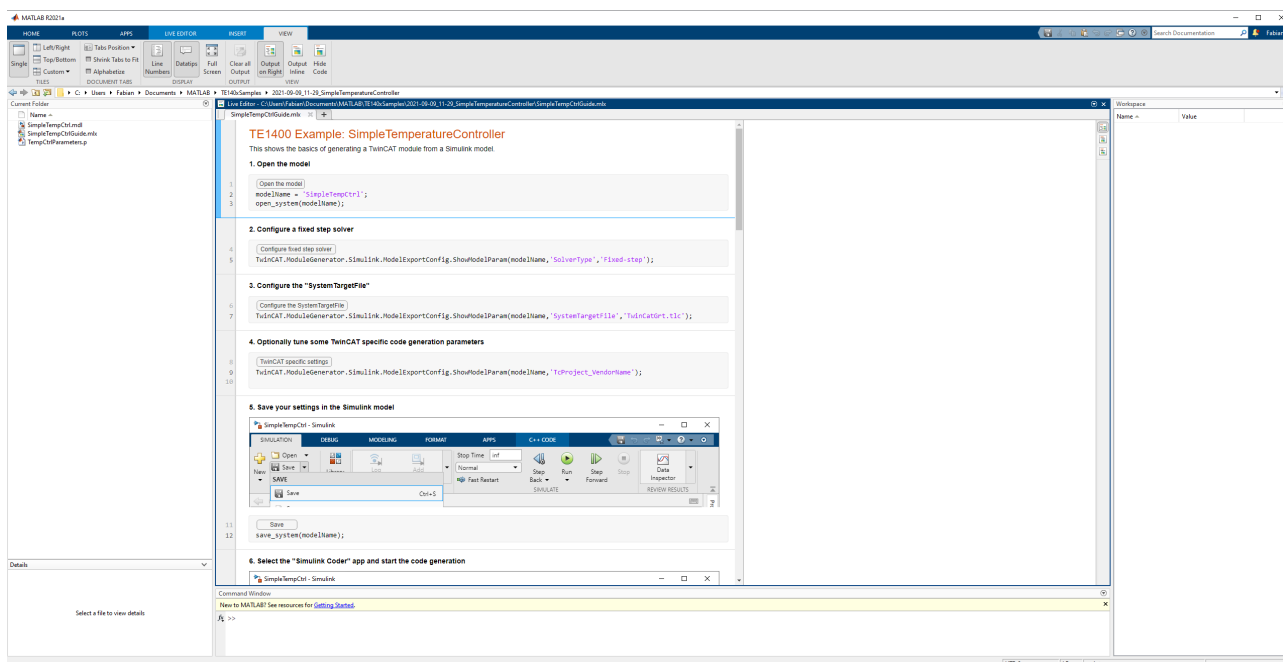 MATLAB R2021a
HOME PLOTS APPS LIVE EDITOR INSERT VIEW
Search Documentation
Fabian
Single
Left/Right
Top/Bottom
Custom
TILES
Tabs Position
Shrink Tabs to Fit
Alphabetize
DOCUMENT TABS
Line Numbers
Datatips
Full Screen
DISPLAY
Clear all Output
OUTPUT
Output on Right
Output Inline
Hide Code
VIEW
C: Users Fabian Documents MATLAB TE140xSamples 2021-09-09_11-29_SimpleTemperatureController
Current Folder
Name
SimpleTempCtrl.mdl
SimpleTempCtrlGuide.mlx
TempCtrlParameters.p
Details
Select a file to view details
Live Editor - C:\Users\Fabian\Documents\MATLAB\TE140xSamples\2021-09-09_11-29_SimpleTemperatureController\SimpleTempCtrlGuide.mlx
SimpleTempCtrlGuide.mlx
TE1400 Example: SimpleTemperatureController
This shows the basics of generating a TwinCAT module from a Simulink model.
1. Open the model
1 Open the model
2 modelName = 'SimpleTempCtrl';
3 open_system(modelName);
2. Configure a fixed step solver
4 Configure fixed step solver
5 TwinCAT.ModuleGenerator.Simulink.ModelExportConfig.ShowModelParam(modelName,'SolverType','Fixed-step');
3. Configure the "SystemTargetFile"
6 Configure the SystemTargetFile
7 TwinCAT.ModuleGenerator.Simulink.ModelExportConfig.ShowModelParam(modelName,'SystemTargetFile','TwinCatGrt.tlc');
4. Optionally tune some TwinCAT specific code generation parameters
8 TwinCAT specific settings
9 TwinCAT.ModuleGenerator.Simulink.ModelExportConfig.ShowModelParam(modelName,'TcProject_VendorName');
10
5. Save your settings in the Simulink model
SimpleTempCtrl - Simulink
SIMULATION DEBUG MODELING FORMAT APPS C++ CODE
New
Open
Save
SAVE
Save Ctrl+S
Library
Log
Add
Stop Time inf
Normal
Fast Restart
Step Back
Run
Step Forward
Stop
SIMULATE
Data Inspector
REVIEW RESULTS
11 Save
12 save_system(modelName);
6. Select the "Simulink Coder" app and start the code generation
SimpleTempCtrl - Simulink
Command Window
New to MATLAB? See resources for Getting Started.
fx >>
Workspace
Name Value